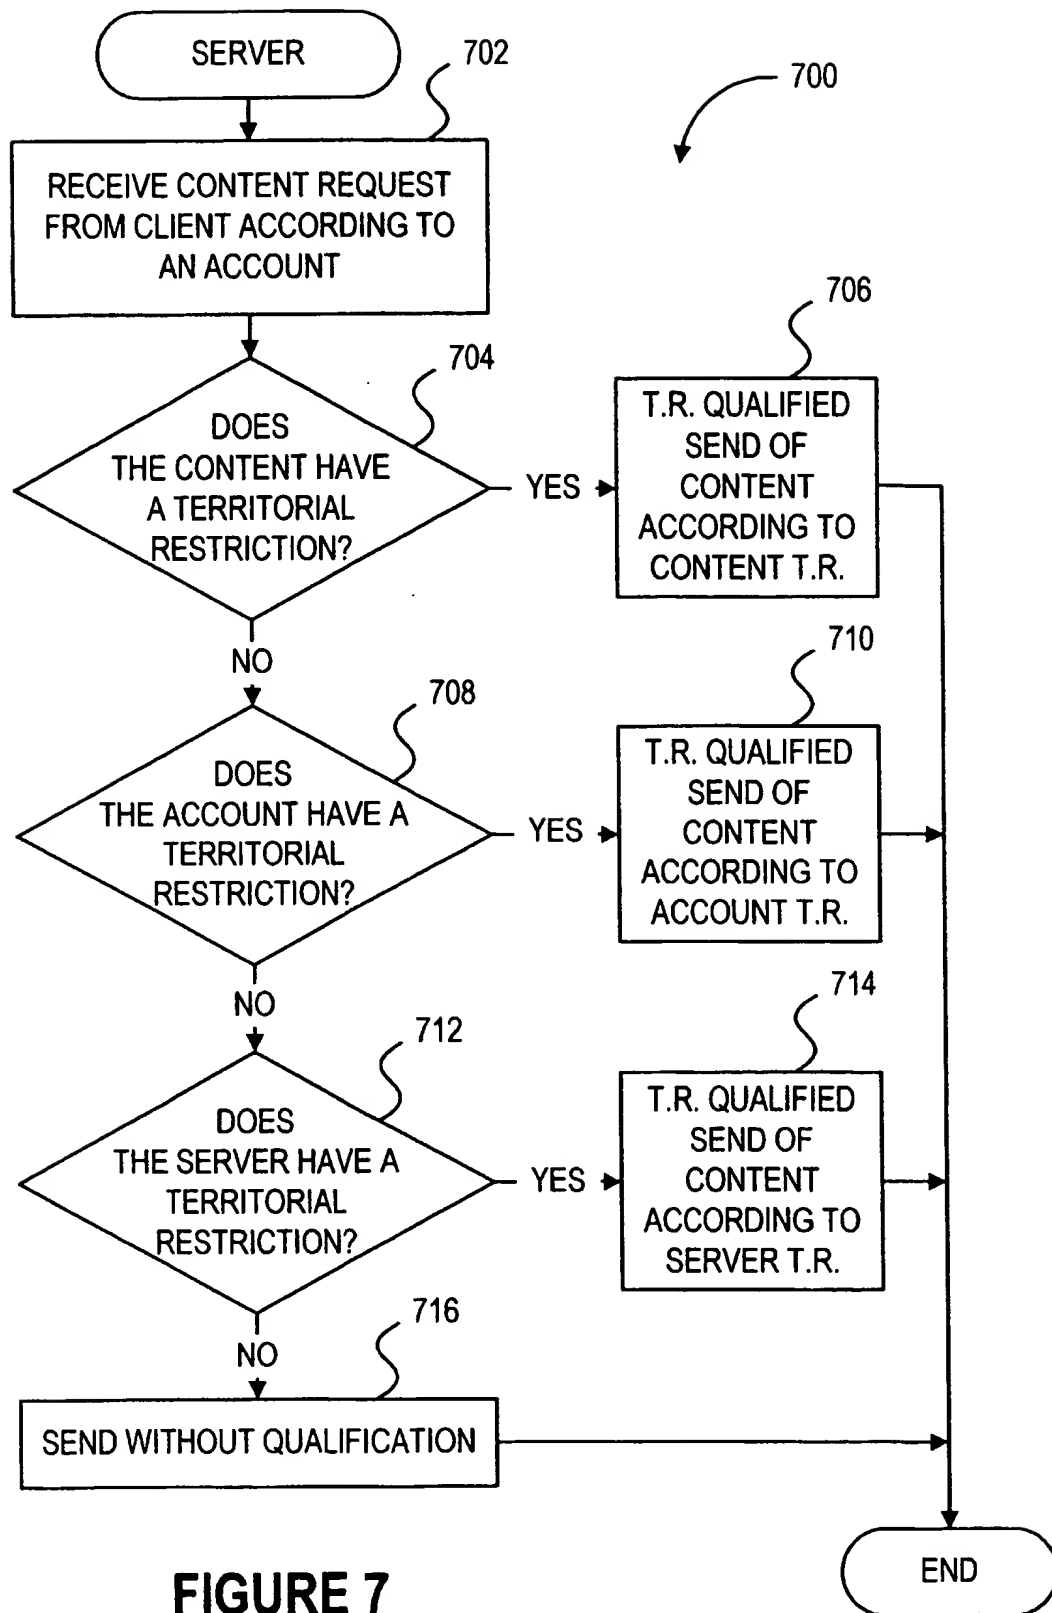 SERVER
702
700
RECEIVE CONTENT REQUEST
FROM CLIENT ACCORDING TO
AN ACCOUNT
704
DOES
THE CONTENT HAVE
A TERRITORIAL
RESTRICTION?
YES
706
T.R. QUALIFIED
SEND OF
CONTENT
ACCORDING TO
CONTENT T.R.
NO
708
DOES
THE ACCOUNT HAVE A
TERRITORIAL
RESTRICTION?
YES
710
T.R. QUALIFIED
SEND OF
CONTENT
ACCORDING TO
ACCOUNT T.R.
NO
712
DOES
THE SERVER HAVE A
TERRITORIAL
RESTRICTION?
YES
714
T.R. QUALIFIED
SEND OF
CONTENT
ACCORDING TO
SERVER T.R.
NO
716
SEND WITHOUT QUALIFICATION
END
FIGURE 7